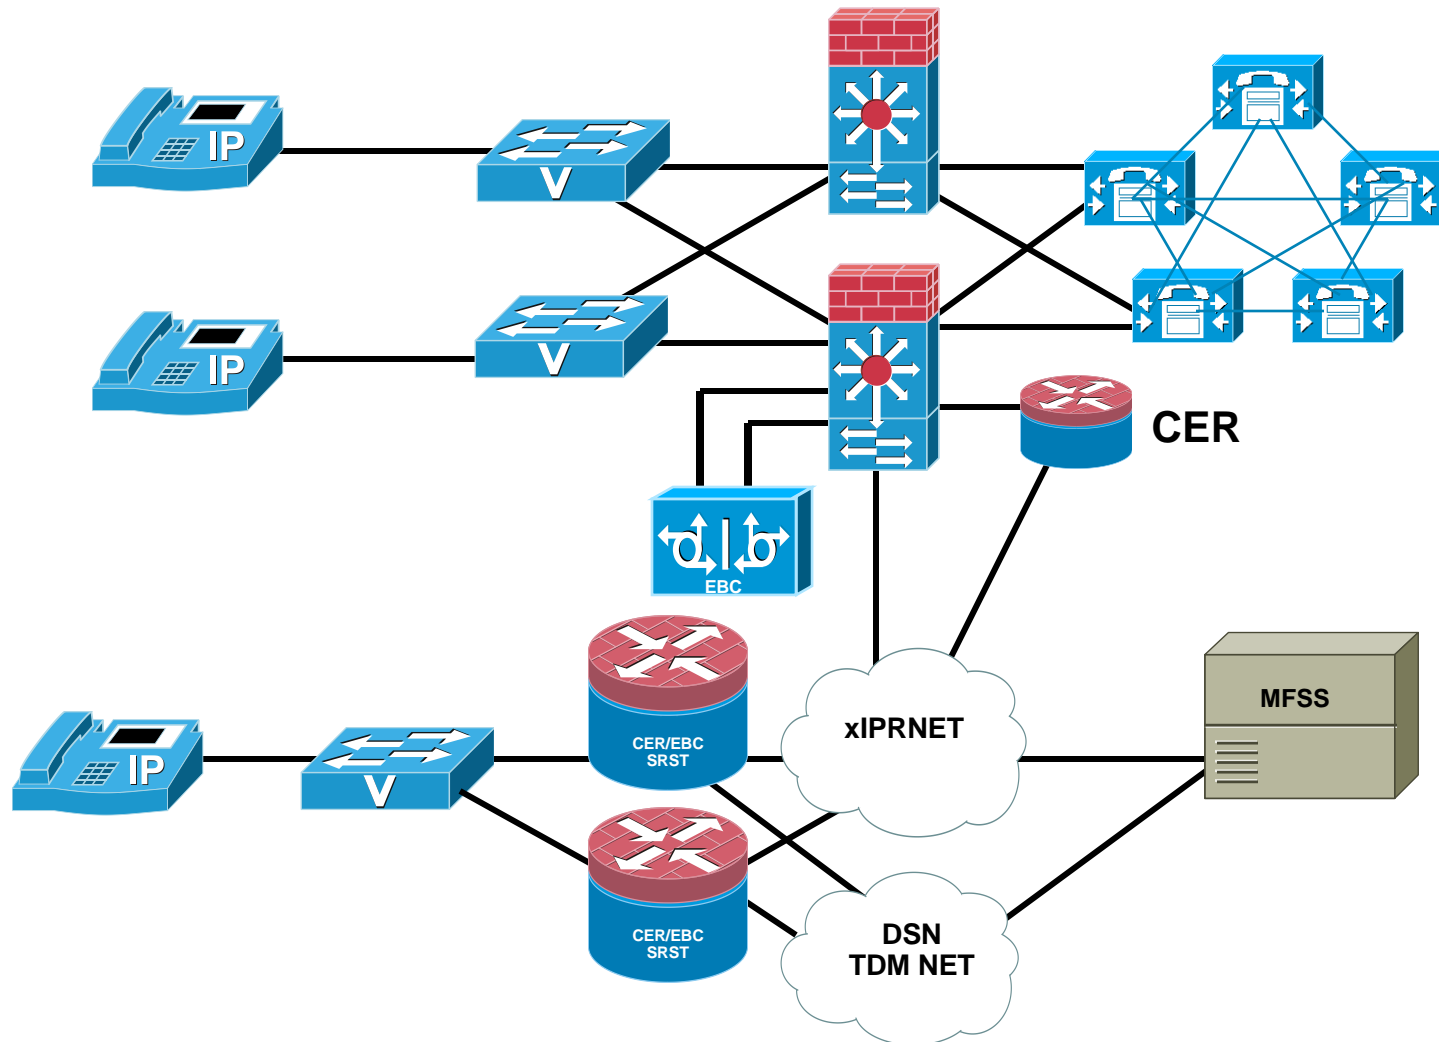 IP
V
IP
V
CER
EBC
CER/EBC
SRST
xIPRNET
MFSS
IP
V
CER/EBC
SRST
DSN
TDM NET